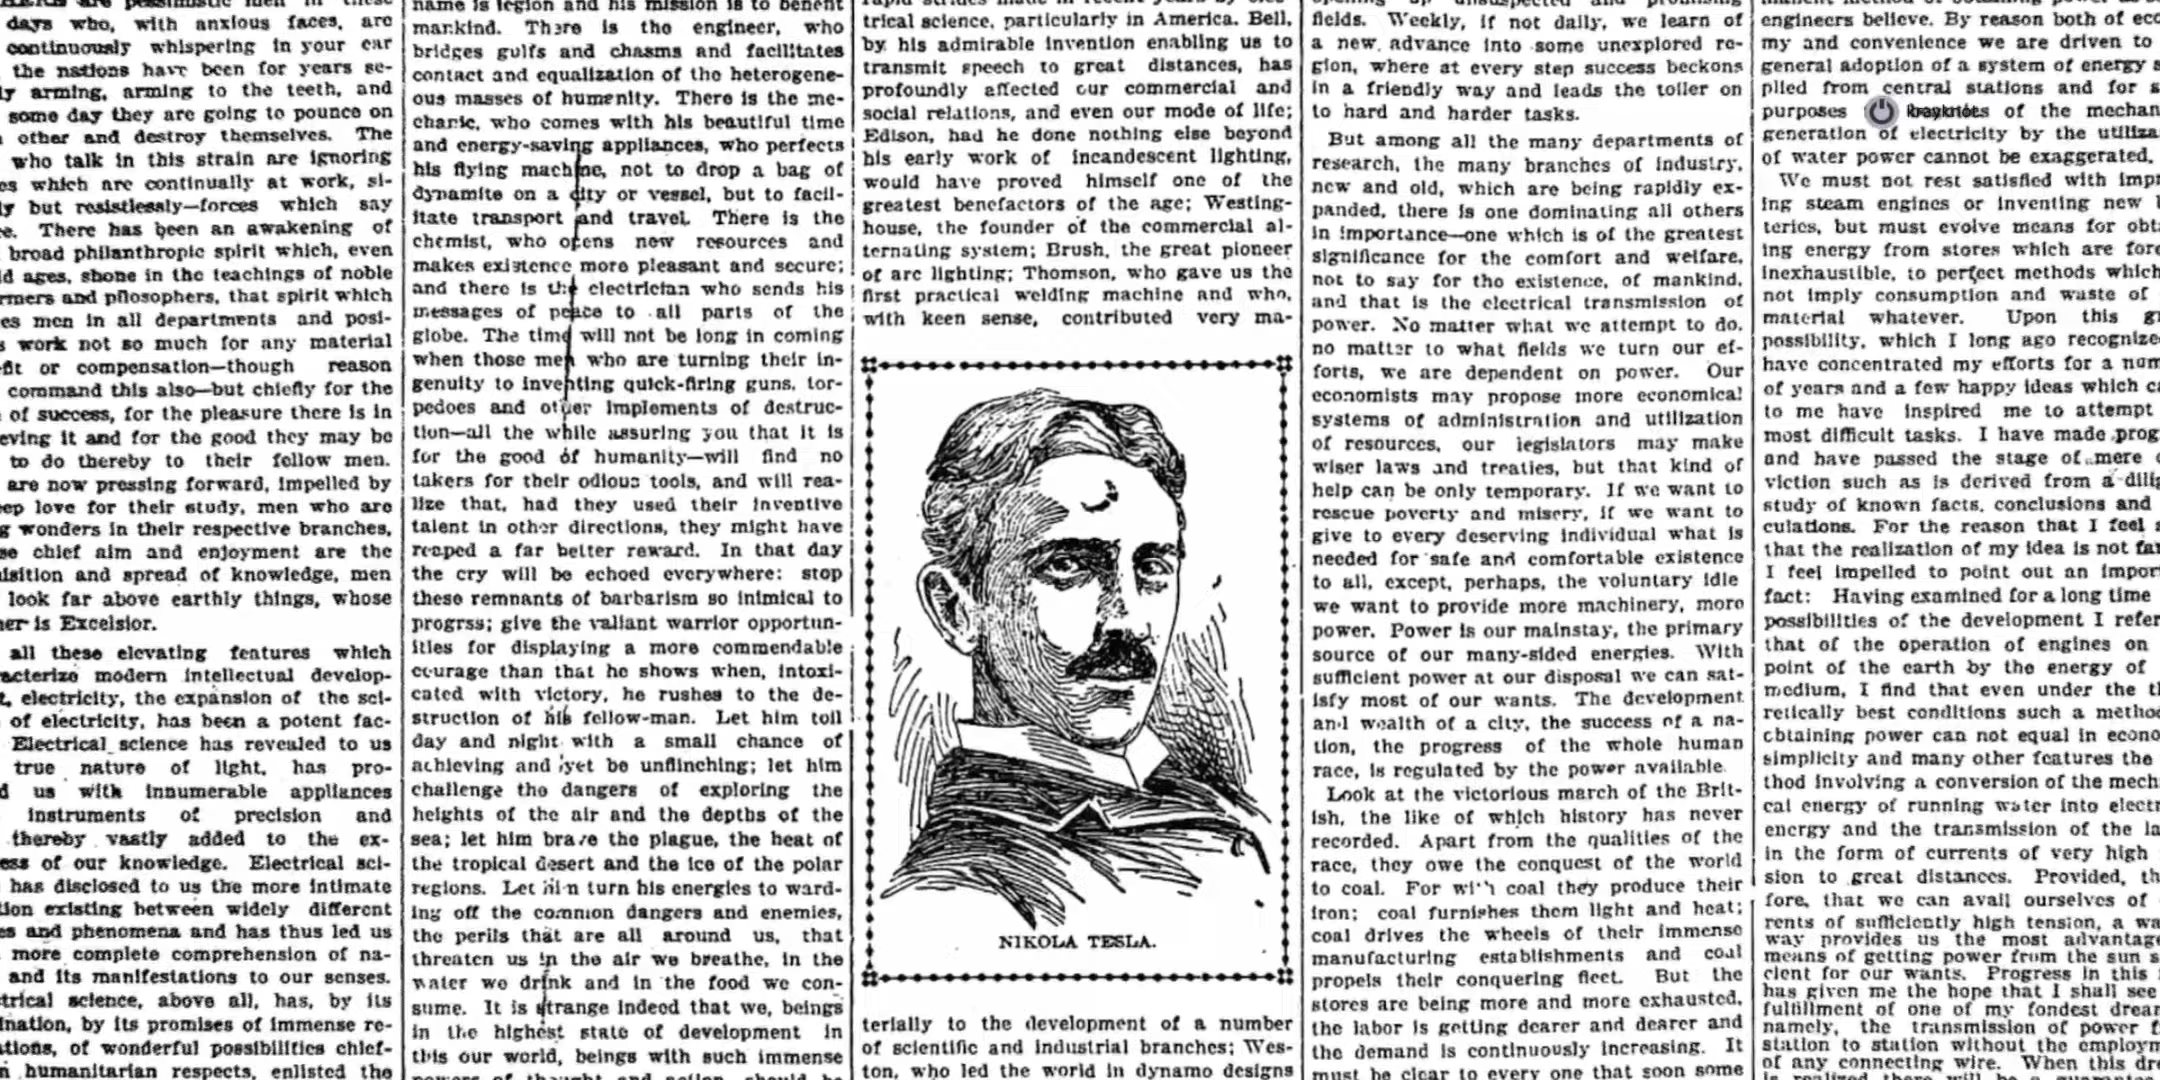 days who, with anxious faces, are
continuously whispering in your ear
the nations have been for years se-
ly arming, arming to the teeth, and
some day they are going to pounce on
other and destroy themselves. The
who talk in this strain are ignoring
es which are continually at work, si-
ly but resistlessly—forces which say
e. There has been an awakening of
broad philanthropic spirit which, even
d ages, shone in the teachings of noble
rmers and pilosophers, that spirit which
es men in all departments and posi-
s work not so much for any material
fit or compensation—though reason
command this also—but chiefly for the
of success, for the pleasure there is in
eving it and for the good they may be
to do thereby to their fellow men.
are now pressing forward, impelled by
eep love for their study, men who are
g wonders in their respective branches,
se chief aim and enjoyment are the
isition and spread of knowledge, men
look far above earthly things, whose
ner is Excelsior.
all these elevating features which
acterize modern intellectual develop-
t, electricity, the expansion of the sci-
of electricity, has been a potent fac-
Electrical science has revealed to us
true nature of light, has pro-
d us with innumerable appliances
instruments of precision and
thereby vastly added to the ex-
ess of our knowledge. Electrical sci-
has disclosed to us the more intimate
tion existing between widely different
es and phenomena and has thus led us
more complete comprehension of na-
and its manifestations to our senses.
trical science, above all, has, by its
ination, by its promises of immense re-
ations, of wonderful possibilities chief-
n humanitarian respects, enlisted the
name is legion and his mission is to benefit
mankind. There is the engineer, who
bridges gulfs and chasms and facilitates
contact and equalization of the heterogene-
ous masses of humanity. There is the me-
chanic, who comes with his beautiful time
and energy-saving appliances, who perfects
his flying machine, not to drop a bag of
dynamite on a city or vessel, but to facil-
itate transport and travel. There is the
chemist, who opens new resources and
makes existence more pleasant and secure;
and there is the electrician who sends his
messages of peace to all parts of the
globe. The time will not be long in coming
when those men who are turning their in-
genuity to inventing quick-firing guns, tor-
pedoes and other implements of destruc-
tion—all the while assuring you that it is
for the good of humanity—will find no
takers for their odious tools, and will rea-
lize that, had they used their inventive
talent in other directions, they might have
reaped a far better reward. In that day
the cry will be echoed everywhere: stop
these remnants of barbarism so inimical to
progrss; give the valiant warrior opportun-
ities for displaying a more commendable
courage than that he shows when, intoxi-
cated with victory, he rushes to the de-
struction of his fellow-man. Let him toil
day and night with a small chance of
achieving and yet be unflinching; let him
challenge the dangers of exploring the
heights of the air and the depths of the
sea; let him brave the plague, the heat of
the tropical desert and the ice of the polar
regions. Let him turn his energies to ward-
ing off the common dangers and enemies,
the perils that are all around us, that
threaten us in the air we breathe, in the
water we drink and in the food we con-
sume. It is strange indeed that we, beings
in the highest state of development in
this our world, beings with such immense
powers of thought and action, should be
trical science, particularly in America. Bell,
by his admirable invention enabling us to
transmit speech to great distances, has
profoundly affected our commercial and
social relations, and even our mode of life;
Edison, had he done nothing else beyond
his early work of incandescent lighting,
would have proved himself one of the
greatest benefactors of the age; Westing-
house, the founder of the commercial al-
ternating system; Brush, the great pioneer
of arc lighting; Thomson, who gave us the
first practical welding machine and who,
with keen sense, contributed very ma-
NIKOLA TESLA.
terially to the development of a number
of scientific and industrial branches; Wes-
ton, who led the world in dynamo designs
fields. Weekly, if not daily, we learn of
a new advance into some unexplored re-
gion, where at every step success beckons
in a friendly way and leads the toiler on
to hard and harder tasks.
But among all the many departments of
research, the many branches of industry,
new and old, which are being rapidly ex-
panded, there is one dominating all others
in importance—one which is of the greatest
significance for the comfort and welfare,
not to say for the existence, of mankind,
and that is the electrical transmission of
power. No matter what we attempt to do,
no matter to what fields we turn our ef-
forts, we are dependent on power. Our
economists may propose more economical
systems of administration and utilization
of resources, our legislators may make
wiser laws and treaties, but that kind of
help can be only temporary. If we want to
rescue poverty and misery, if we want to
give to every deserving individual what is
needed for safe and comfortable existence
to all, except, perhaps, the voluntary idle
we want to provide more machinery, more
power. Power is our mainstay, the primary
source of our many-sided energies. With
sufficient power at our disposal we can sat-
isfy most of our wants. The development
and wealth of a city, the success of a na-
tion, the progress of the whole human
race, is regulated by the power available.
Look at the victorious march of the Brit-
ish, the like of which history has never
recorded. Apart from the qualities of the
race, they owe the conquest of the world
to coal. For with coal they produce their
iron; coal furnishes them light and heat;
coal drives the wheels of their immense
manufacturing establishments and coal
propels their conquering fleet. But the
stores are being more and more exhausted,
the labor is getting dearer and dearer and
the demand is continuously increasing. It
must be clear to every one that soon some
engineers believe. By reason both of eco
my and convenience we are driven to
general adoption of a system of energy s
plied from central stations and for s
purposes of the mechan
krayknots
generation of electricity by the utiliza
of water power cannot be exaggerated.
We must not rest satisfied with impr
ing steam engines or inventing new
teries, but must evolve means for obt
ing energy from stores which are fore
inexhaustible, to perfect methods which
not imply consumption and waste of
material whatever. Upon this g
possibility, which I long ago recognize
have concentrated my efforts for a num
of years and a few happy ideas which c
to me have inspired me to attempt
most difficult tasks. I have made prog
and have passed the stage of mere c
viction such as is derived from a dilig
study of known facts, conclusions and
culations. For the reason that I feel s
that the realization of my idea is not far
I feel impelled to point out an impor
fact: Having examined for a long time
possibilities of the development I refer
that of the operation of engines on
point of the earth by the energy of
medium, I find that even under the t
retically best conditions such a metho
obtaining power can not equal in econo
simplicity and many other features the
thod involving a conversion of the mech
cal energy of running water into electr
energy and the transmission of the la
in the form of currents of very high
sion to great distances. Provided, th
fore, that we can avail ourselves of
rents of sufficiently high tension, a wa
way provides us the most advantage
means of getting power from the sun s
cient for our wants. Progress in this
has given me the hope that I shall see
fulfillment of one of my fondest drea
namely, the transmission of power f
station to station without the employm
of any connecting wire. When this dr